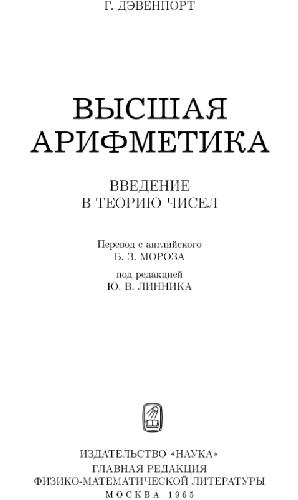 Г. ДЭВЕНПОРТ
ВЫСШАЯ
АРИФМЕТИКА
ВВЕДЕНИЕ
В ТЕОРИЮ ЧИСЕЛ
Перевод с английского
Б. З. МОРОЗА
под редакцией
Ю. В. ЛИННИКА
ИЗДАТЕЛЬСТВО «НАУКА»
ГЛАВНАЯ РЕДАКЦИЯ
ФИЗИКО-МАТЕМАТИЧЕСКОЙ ЛИТЕРАТУРЫ
МОСКВА 1965